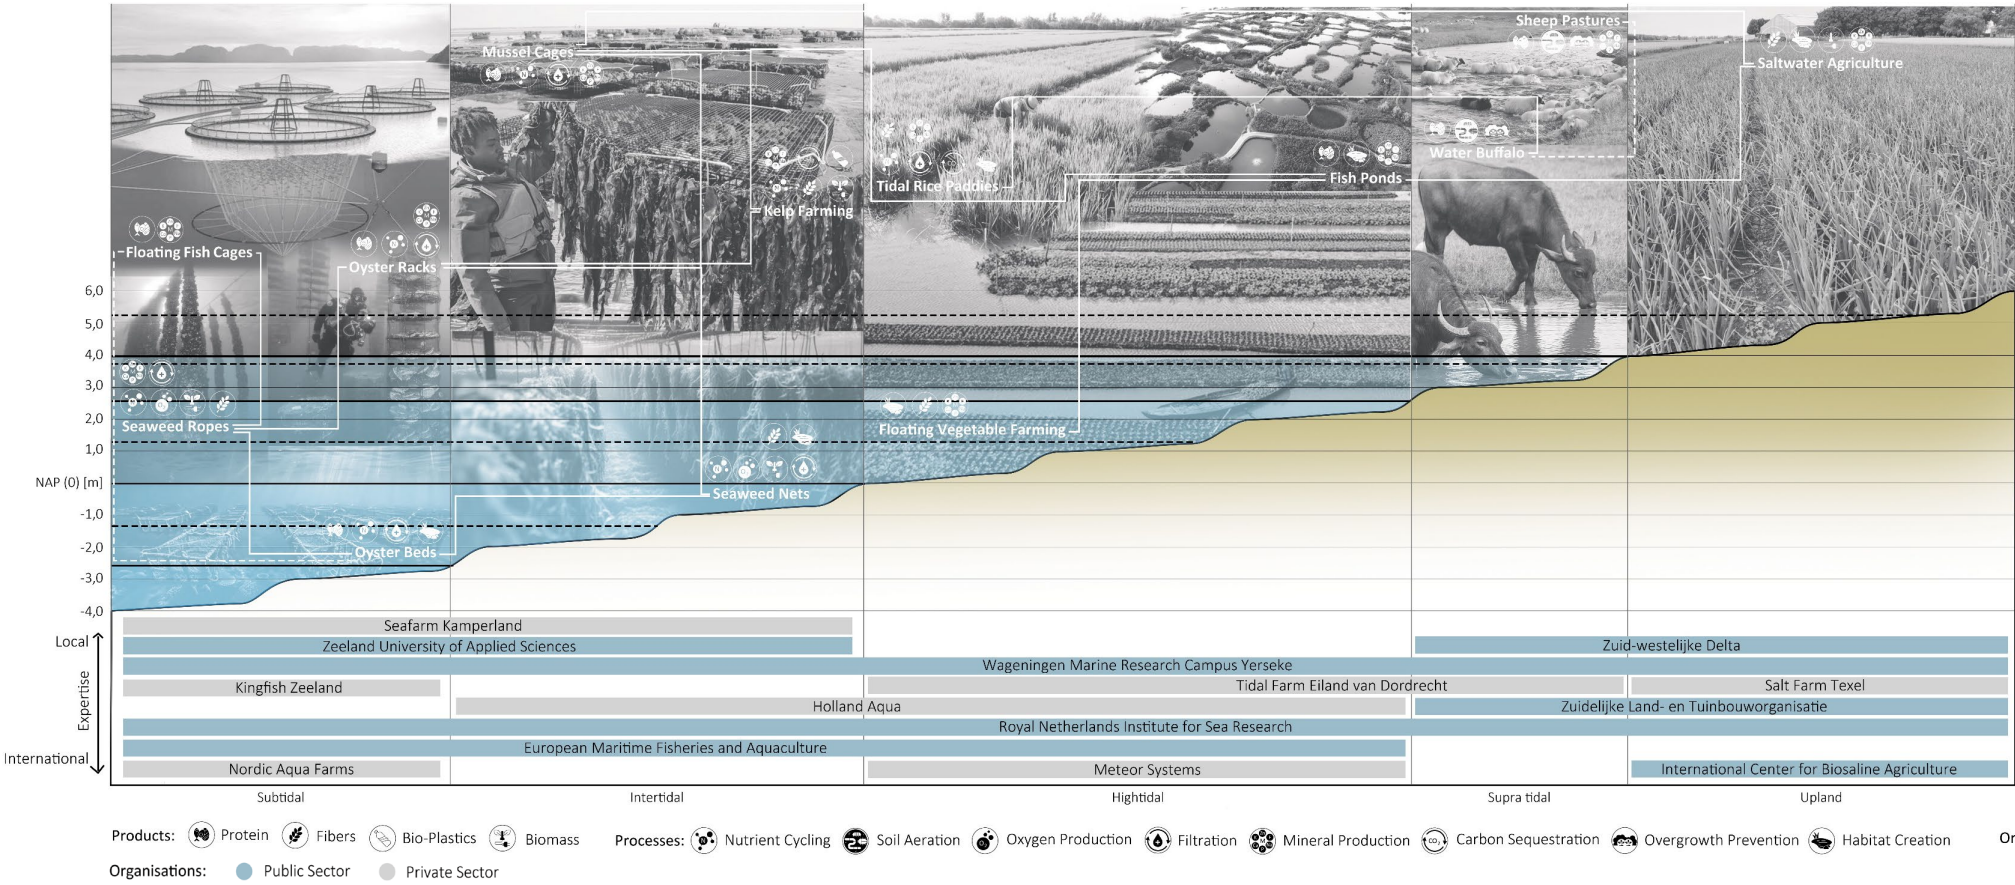 Sheep Pastures
Mussel Cages
Saltwater Agriculture
Water Buffalo
Fish Ponds
Tidal Rice Paddies
Kelp Farming
Floating Fish Cages
Oyster Racks
6,0
5,0
4,0
3,0
2,0
Seaweed Ropes
Floating Vegetable Farming
1,0
NAP (0) [m]
Seaweed Nets
-1,0
-2,0
Oyster Beds
-3,0
-4,0
Local
Expertise
International
Seafarm Kamperland
Zeeland University of Applied Sciences
Zuid-westelijke Delta
Wageningen Marine Research Campus Yerseke
Kingfish Zeeland
Tidal Farm Eiland van Dordrecht
Salt Farm Texel
Holland Aqua
Zuidelijke Land- en Tuinbouworganisatie
Royal Netherlands Institute for Sea Research
European Maritime Fisheries and Aquaculture
Nordic Aqua Farms
Meteor Systems
International Center for Biosaline Agriculture
Subtidal
Intertidal
Hightidal
Supra tidal
Upland
Products: Protein Fibers Bio-Plastics Biomass Processes: Nutrient Cycling Soil Aeration Oxygen Production Filtration Mineral Production Carbon Sequestration Overgrowth Prevention Habitat Creation Or
Organisations: Public Sector Private Sector